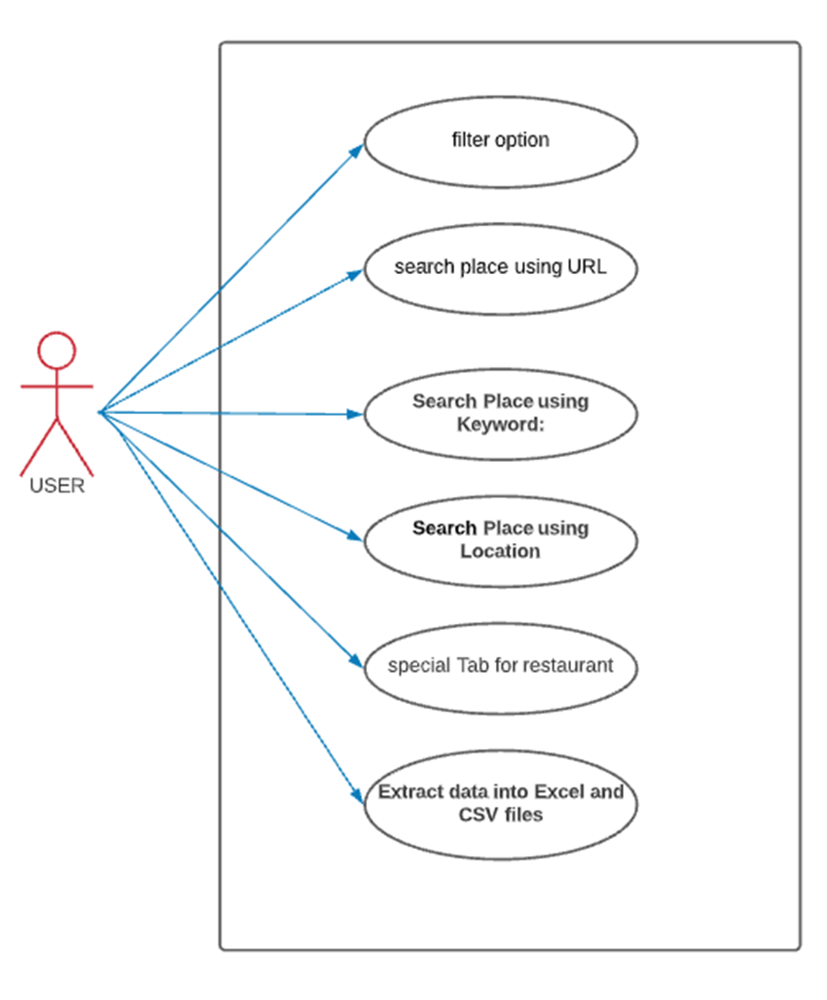 filter option
search place using URL
Search Place using
Keyword:
USER
Search Place using
Location
special Tab for restaurant
Extract data into Excel and
CSV files